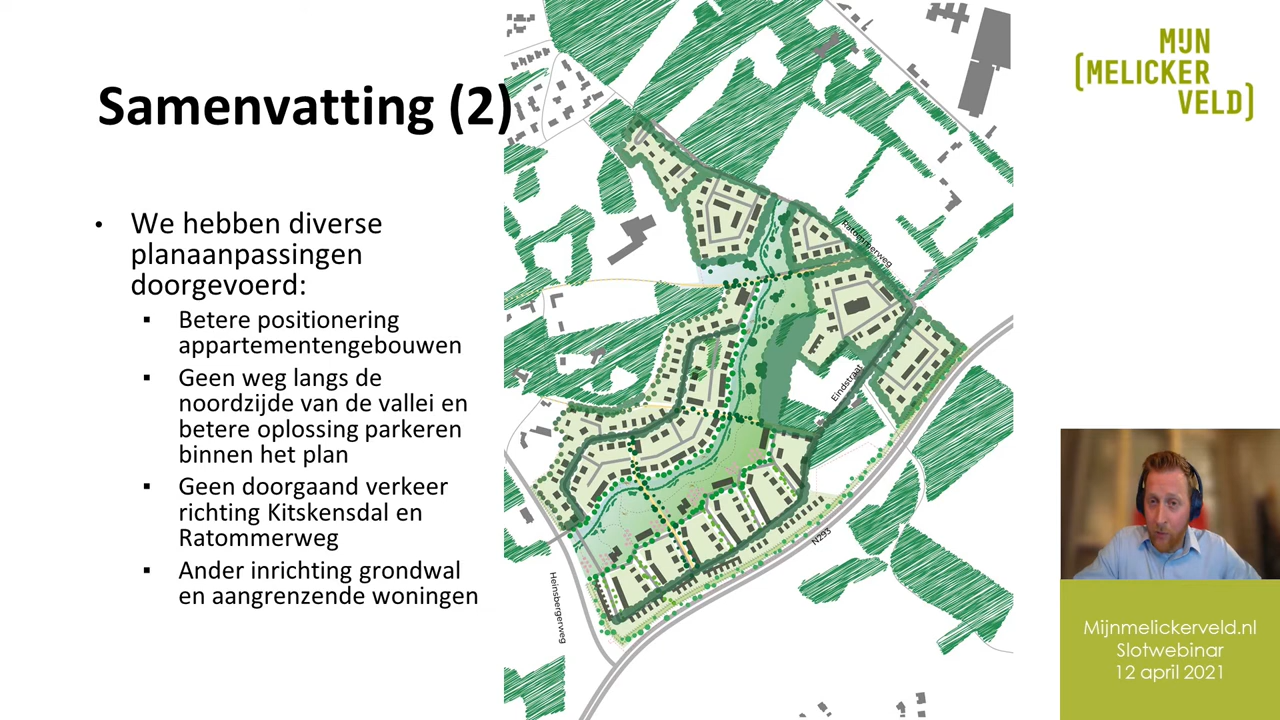 Samenvatting (2)
• We hebben diverse
planaanpassingen
doorgevoerd:
▪ Betere positionering
appartementengebouwen
▪ Geen weg langs de
noordzijde van de vallei en
betere oplossing parkeren
binnen het plan
▪ Geen doorgaand verkeer
richting Kitskensdal en
Ratommerweg
▪ Ander inrichting grondwal
en aangrenzende woningen
Ratommerweg
Eindstraat
N293
Heinsbergerweg
MIJN
(MELICKER
VELD)
Mijnmelickerveld.nl
Slotwebinar
12 april 2021